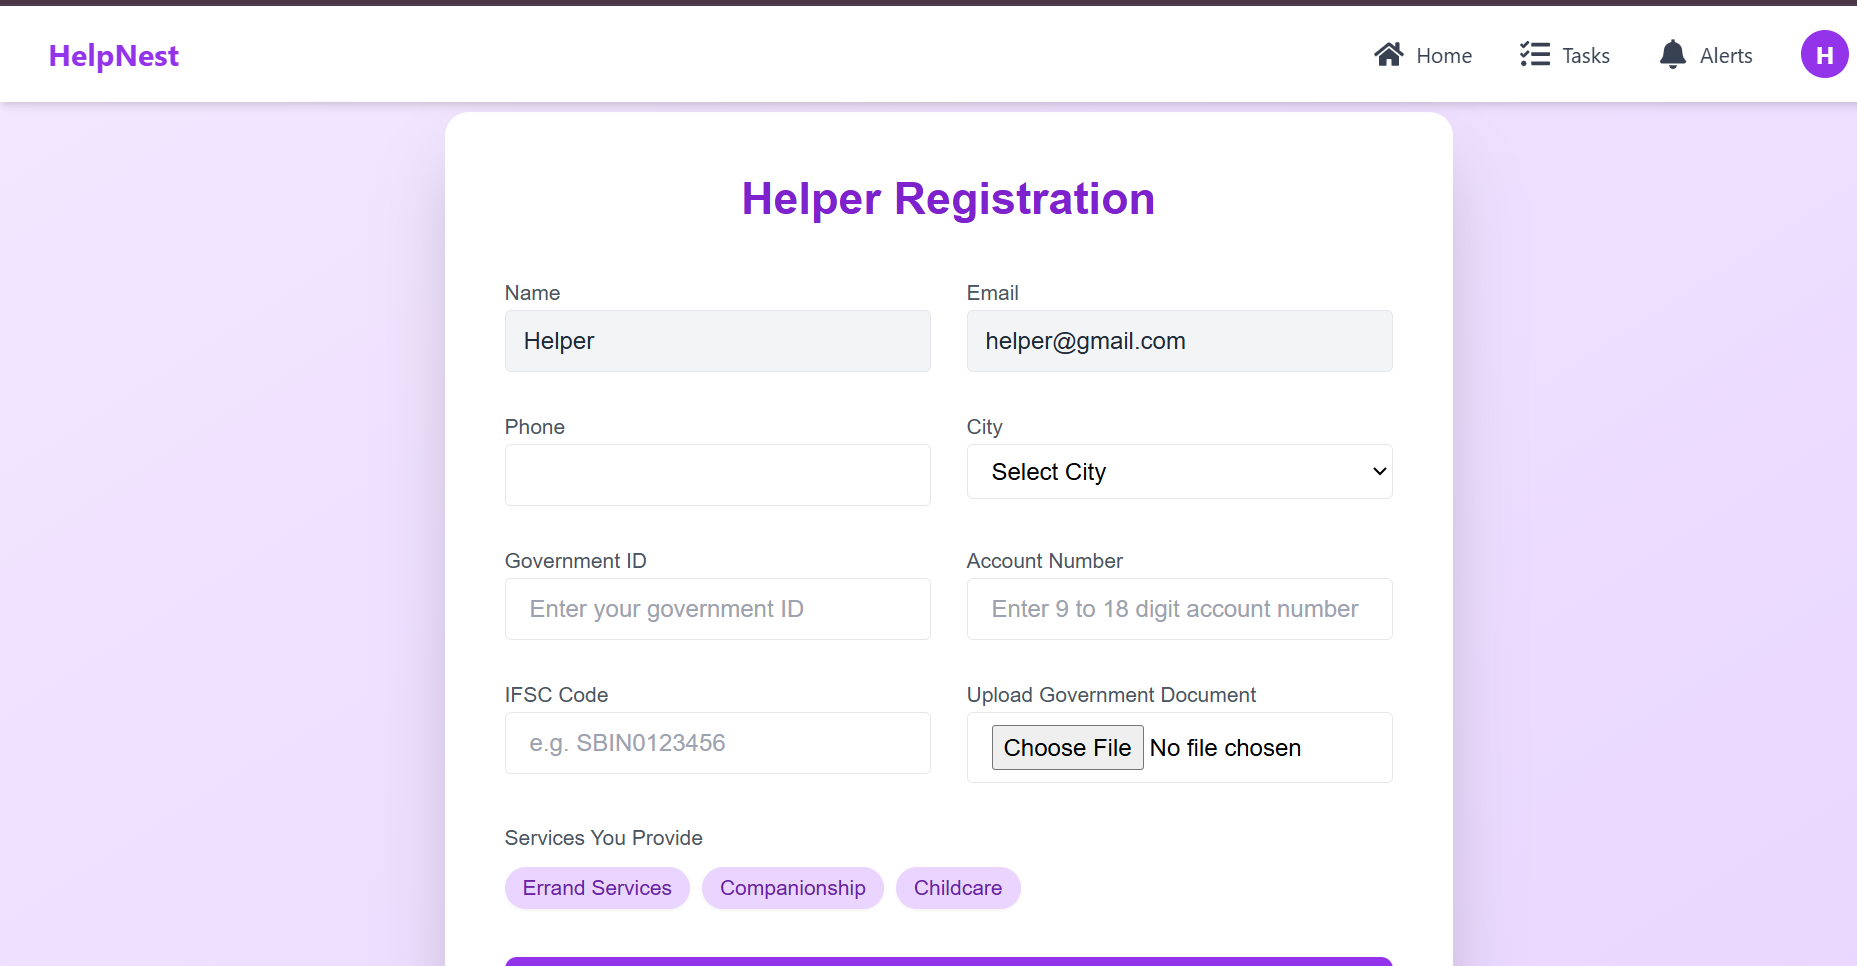 HelpNest
Home
Tasks
Alerts
H
Helper Registration
Name
Email
Helper
helper@gmail.com
Phone
City
Select City
Government ID
Account Number
Enter your government ID
Enter 9 to 18 digit account number
IFSC Code
Upload Government Document
e.g. SBIN0123456
Choose File No file chosen
Services You Provide
Errand Services
Companionship
Childcare